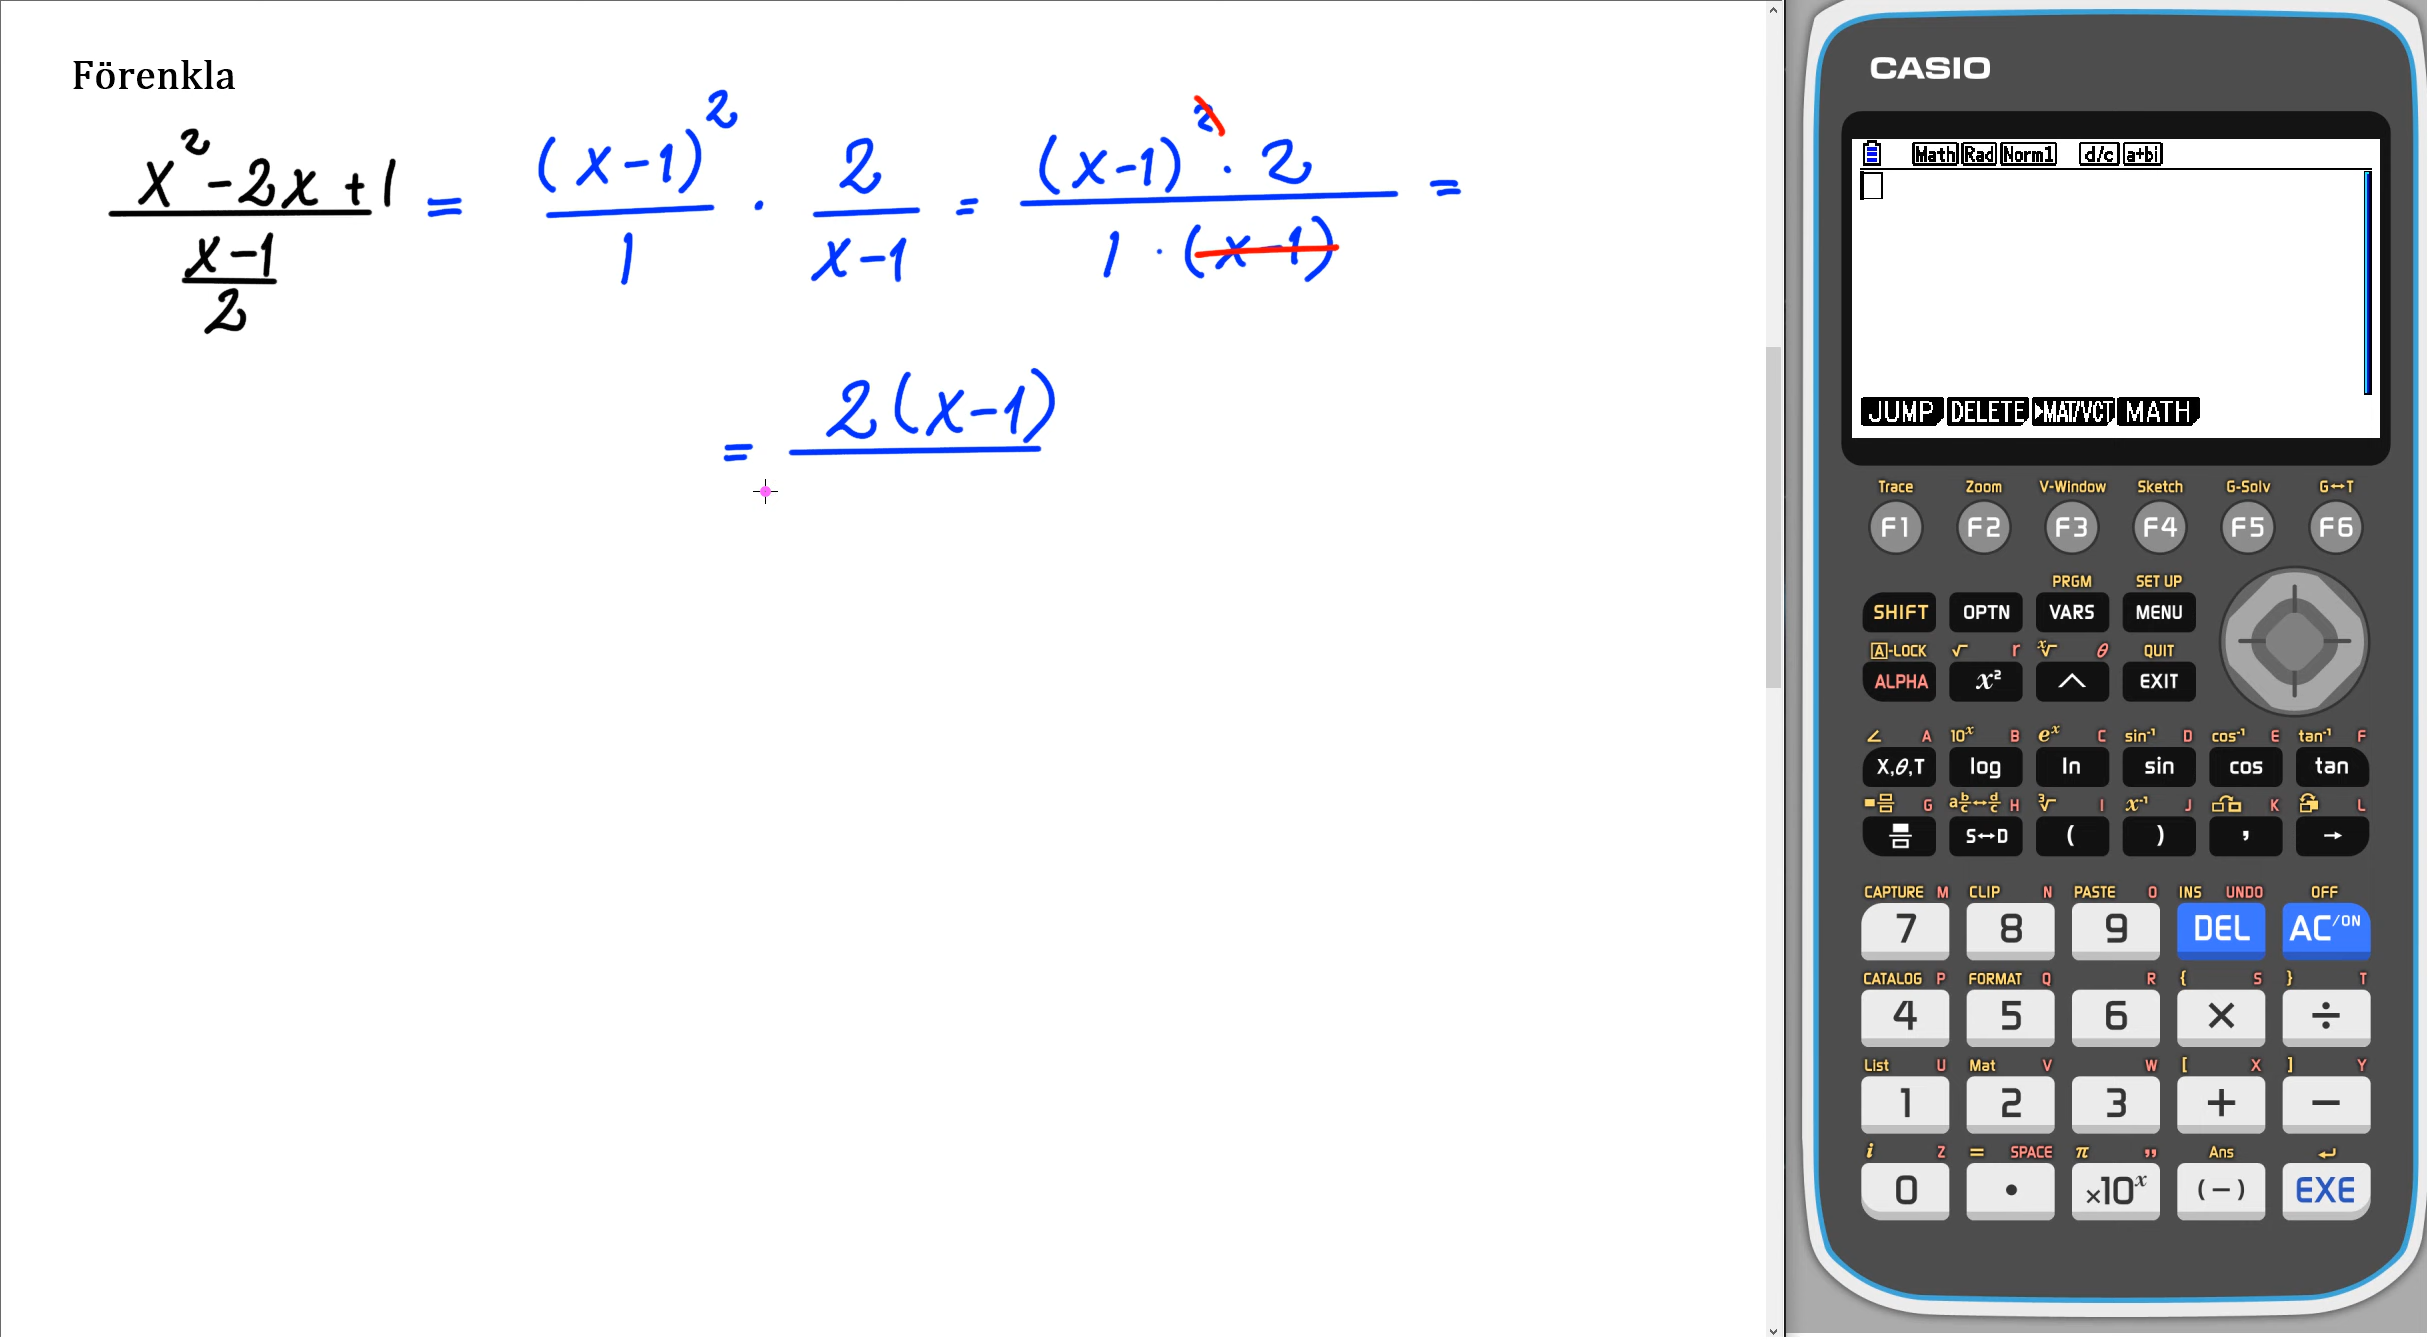 Förenkla
x² - 2x + 1 / ((x-1)/2) = (x-1)² / 1 · 2 / (x-1) = (x-1)² · 2 / (1 · (x-1)) =
= 2(x-1)
CASIO
Math Rad Norm1 d/c a+bi
JUMP DELETE ▶MAT/VCT MATH
Trace Zoom V-Window Sketch G-Solv G↔T
F1 F2 F3 F4 F5 F6
PRGM SET UP
SHIFT OPTN VARS MENU
A-LOCK √ r ˣ√ θ QUIT
ALPHA x² ^ EXIT
∠ A 10ˣ B eˣ C sin⁻¹ D cos⁻¹ E tan⁻¹ F
X,θ,T log ln sin cos tan
G a b/c↔d/c H ³√ I x⁻¹ J K L
S↔D ( ) , →
CAPTURE M CLIP N PASTE O INS UNDO OFF
7 8 9 DEL AC/ON
CATALOG P FORMAT Q R { S } T
4 5 6 × ÷
List U Mat V W [ X ] Y
1 2 3 + −
i Z = SPACE π " Ans ↵
0 • ×10ˣ (−) EXE